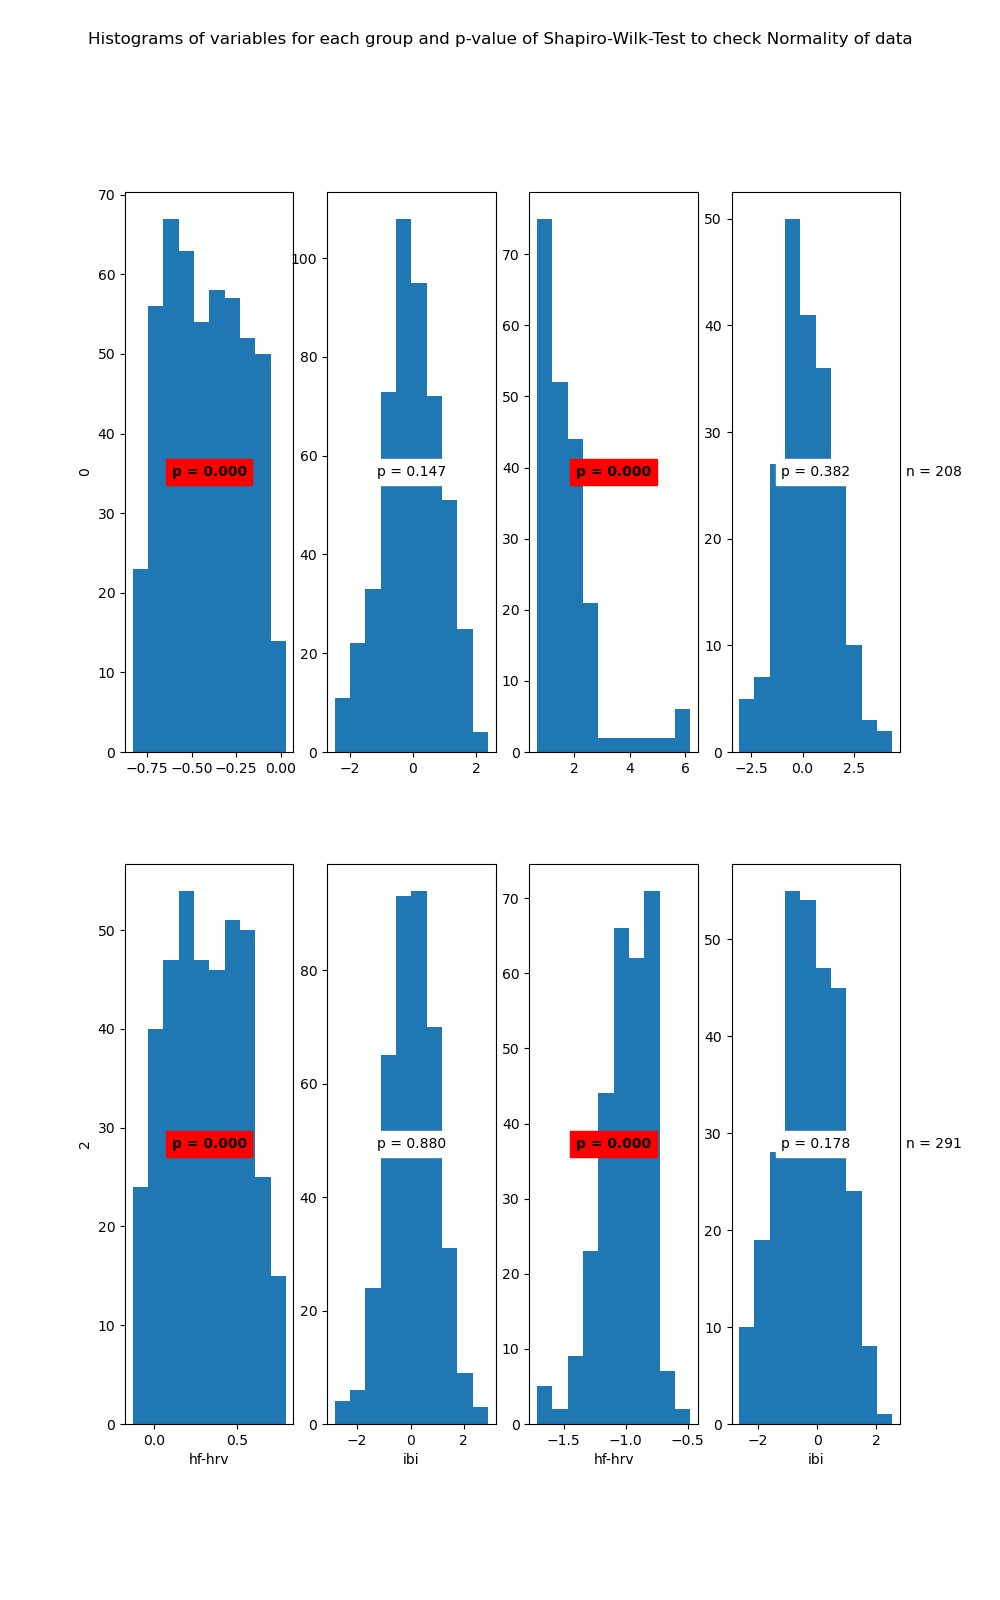 Histograms of variables for each group and p-value of Shapiro-Wilk-Test to check Normality of data
70
60
50
40
30
20
10
0
0
p = 0.000
−0.75 −0.50 −0.25 0.00
100
80
60
40
20
0
p = 0.147
−2 0 2
70
60
50
40
30
20
10
0
p = 0.000
2 4 6
50
40
30
20
10
0
p = 0.382
−2.5 0.0 2.5
n = 208
50
40
30
20
10
0
2
p = 0.000
0.0 0.5
hf-hrv
80
60
40
20
0
p = 0.880
−2 0 2
ibi
70
60
50
40
30
20
10
0
p = 0.000
−1.5 −1.0 −0.5
hf-hrv
50
40
30
20
10
0
p = 0.178
−2 0 2
ibi
n = 291